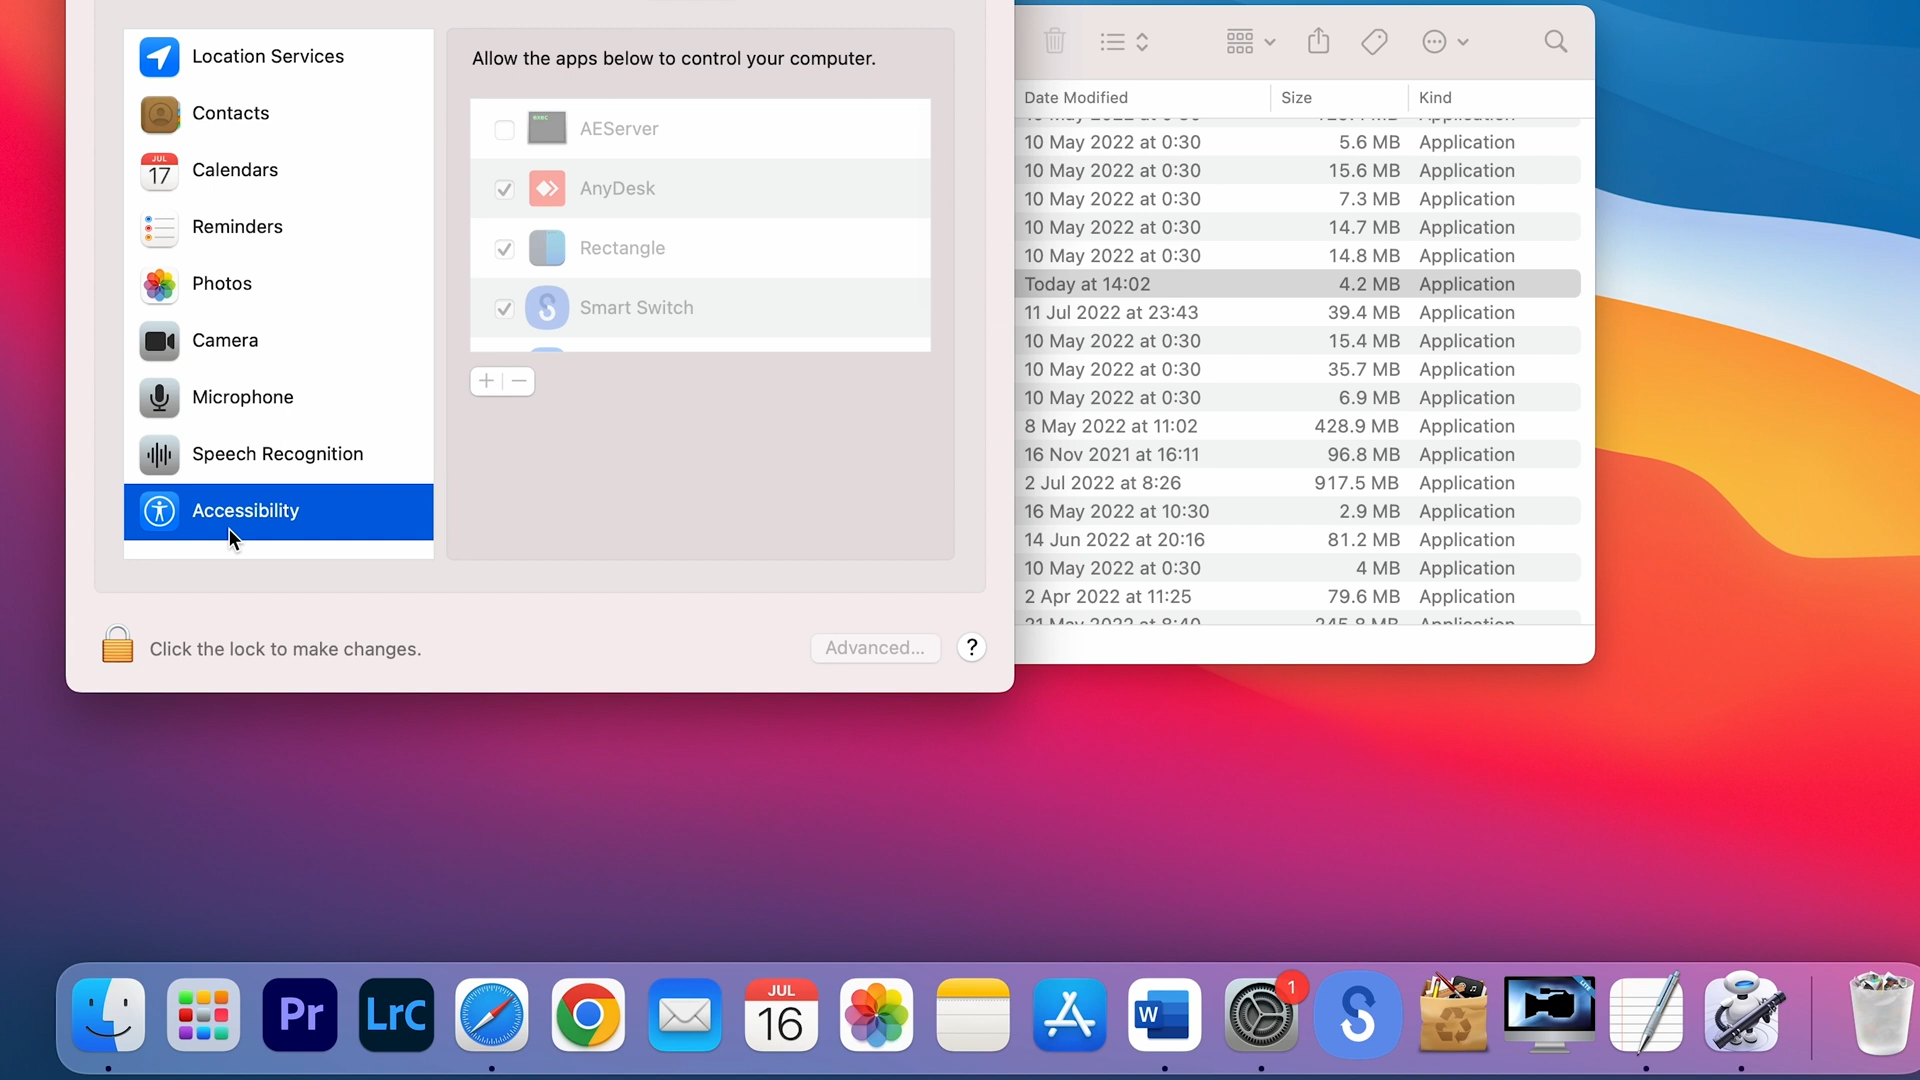 Location Services
Contacts
JUL
17
Calendars
Reminders
Photos
Camera
Microphone
Speech Recognition
Accessibility
Allow the apps below to control your computer.
exec
AEServer
AnyDesk
Rectangle
Smart Switch
Click the lock to make changes.
Advanced...
?
Date Modified Size Kind
10 May 2022 at 0:30 5.6 MB Application
10 May 2022 at 0:30 15.6 MB Application
10 May 2022 at 0:30 7.3 MB Application
10 May 2022 at 0:30 14.7 MB Application
10 May 2022 at 0:30 14.8 MB Application
Today at 14:02 4.2 MB Application
11 Jul 2022 at 23:43 39.4 MB Application
10 May 2022 at 0:30 15.4 MB Application
10 May 2022 at 0:30 35.7 MB Application
10 May 2022 at 0:30 6.9 MB Application
8 May 2022 at 11:02 428.9 MB Application
16 Nov 2021 at 16:11 96.8 MB Application
2 Jul 2022 at 8:26 917.5 MB Application
16 May 2022 at 10:30 2.9 MB Application
14 Jun 2022 at 20:16 81.2 MB Application
10 May 2022 at 0:30 4 MB Application
2 Apr 2022 at 11:25 79.6 MB Application
21 May 2022 at 8:40 245.8 MB Application
Pr
LrC
JUL
16
W
1